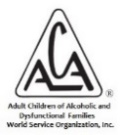 ACA
®
Adult Children of Alcoholic and
Dysfunctional Families
World Service Organization, Inc.